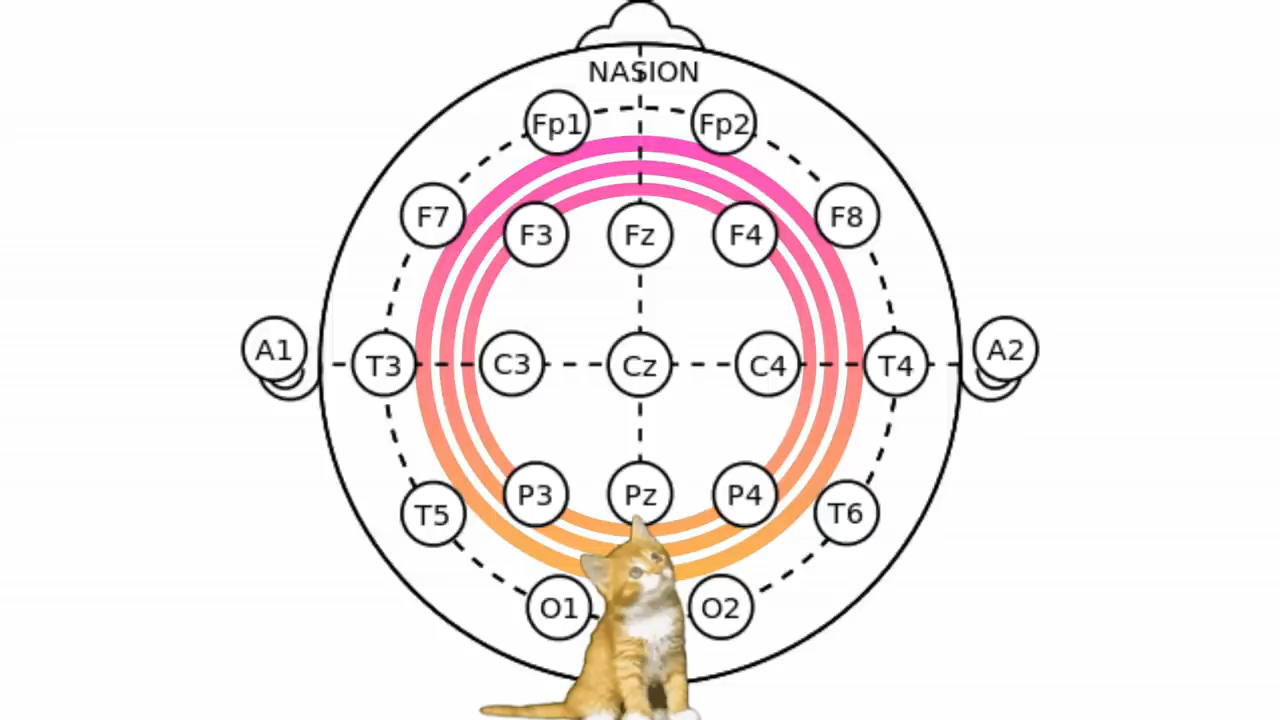 NASION
Fp1 Fp2
F7 F3 Fz F4 F8
A1 T3 C3 Cz C4 T4 A2
T5 P3 Pz P4 T6
O1 O2